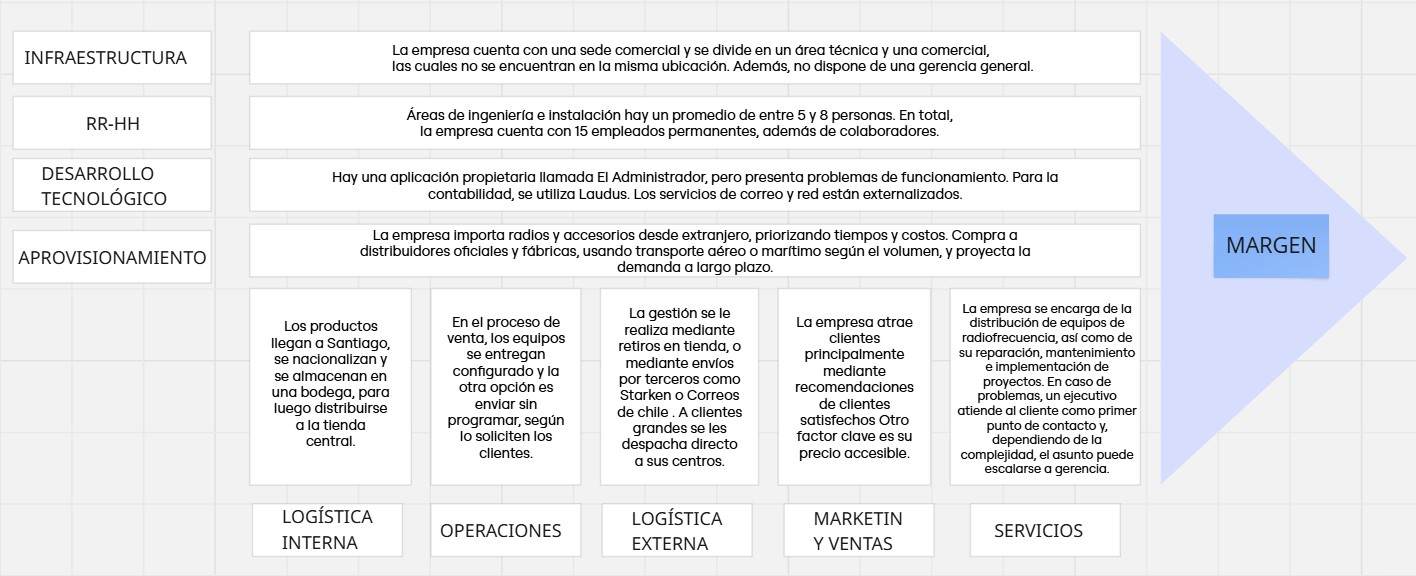 INFRAESTRUCTURA
La empresa cuenta con una sede comercial y se divide en un área técnica y una comercial,
las cuales no se encuentran en la misma ubicación. Además, no dispone de una gerencia general.
RR-HH
Áreas de ingeniería e instalación hay un promedio de entre 5 y 8 personas. En total,
la empresa cuenta con 15 empleados permanentes, además de colaboradores.
DESARROLLO
TECNOLÓGICO
Hay una aplicación propietaria llamada El Administrador, pero presenta problemas de funcionamiento. Para la
contabilidad, se utiliza Laudus. Los servicios de correo y red están externalizados.
APROVISIONAMIENTO
La empresa importa radios y accesorios desde extranjero, priorizando tiempos y costos. Compra a
distribuidores oficiales y fábricas, usando transporte aéreo o marítimo según el volumen, y proyecta la
demanda a largo plazo.
MARGEN
Los productos
llegan a Santiago,
se nacionalizan y
se almacenan en
una bodega, para
luego distribuirse
a la tienda
central.
En el proceso de
venta, los equipos
se entregan
configurado y la
otra opción es
enviar sin
programar, según
lo soliciten los
clientes.
La gestión se le
realiza mediante
retiros en tienda, o
mediante envíos
por terceros como
Starken o Correos
de chile . A clientes
grandes se les
despacha directo
a sus centros.
La empresa atrae
clientes
principalmente
mediante
recomendaciones
de clientes
satisfechos Otro
factor clave es su
precio accesible.
La empresa se encarga de la
distribución de equipos de
radiofrecuencia, así como de
su reparación, mantenimiento
e implementación de
proyectos. En caso de
problemas, un ejecutivo
atiende al cliente como primer
punto de contacto y,
dependiendo de la
complejidad, el asunto puede
escalarse a gerencia.
LOGÍSTICA
INTERNA
OPERACIONES
LOGÍSTICA
EXTERNA
MARKETIN
Y VENTAS
SERVICIOS